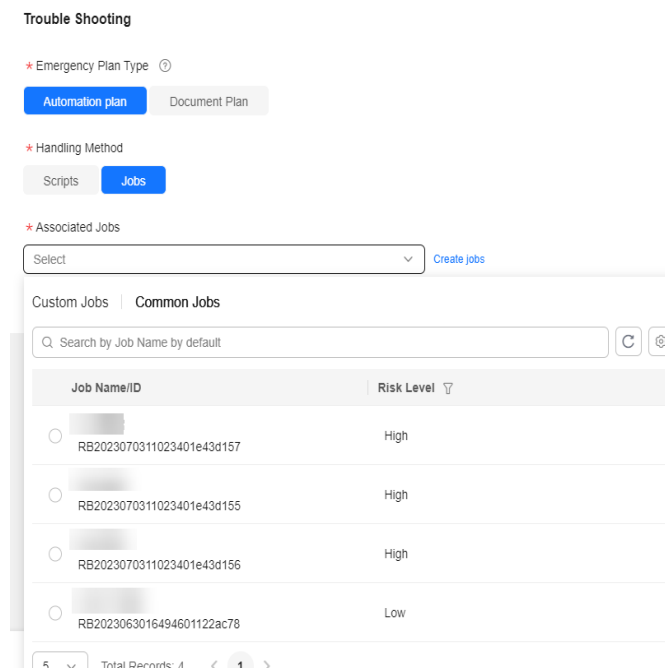 Trouble Shooting
* Emergency Plan Type ?
Automation plan Document Plan
* Handling Method
Scripts Jobs
* Associated Jobs
Select Create jobs
Custom Jobs Common Jobs
Search by Job Name by default
Job Name/ID Risk Level
RB2023070311023401e43d157 High
RB2023070311023401e43d155 High
RB2023070311023401e43d156 High
RB2023063016494601122ac78 Low
5 Total Records: 4 < 1 >